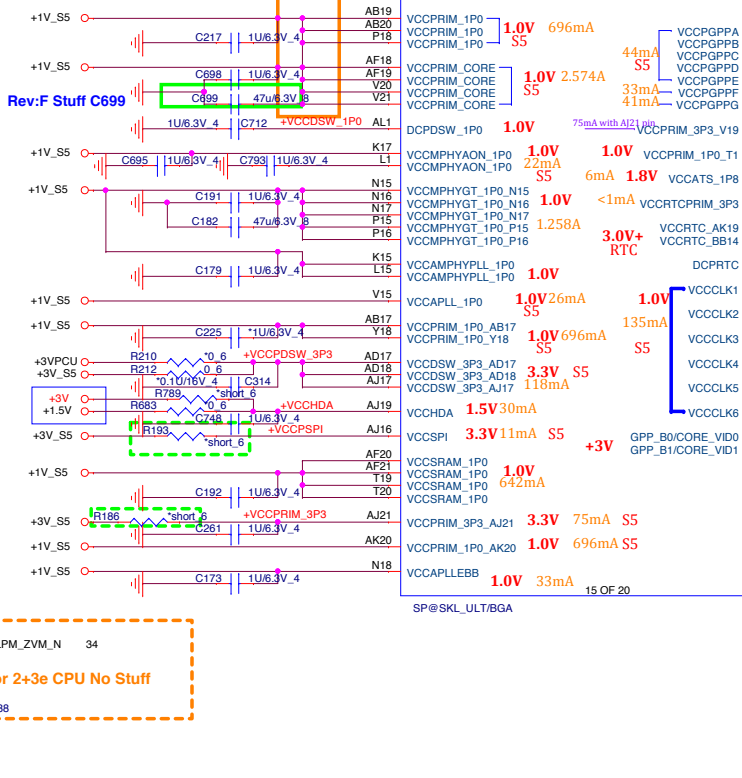 AB19
AB20
P18
+1V_S5
C217 1U/6.3V_4
VCCPRIM_1P0
VCCPRIM_1P0 1.0V 696mA
VCCPRIM_1P0 S5
VCCPGPPA
VCCPGPPB
VCCPGPPC
VCCPGPPD
VCCPGPPE
VCCPGPPF
VCCPGPPG
44mA
S5
33mA
41mA
+1V_S5
AF18
AF19
V20
V21
C698 1U/6.3V_4
C699 47u/6.3V_8
Rev:F Stuff C699
VCCPRIM_CORE
VCCPRIM_CORE 1.0V 2.574A
VCCPRIM_CORE S5
VCCPRIM_CORE
1U/6.3V_4 C712 +VCCDSW_1P0 AL1
DCPDSW_1P0 1.0V
75mA with AJ21 pin
VCCPRIM_3P3_V19
+1V_S5
K17
L1
C695 1U/6.3V_4 C793 1U/6.3V_4
VCCMPHYAON_1P0 1.0V
VCCMPHYAON_1P0 22mA
S5
1.0V VCCPRIM_1P0_T1
6mA 1.8V VCCATS_1P8
+1V_S5
N15
N16
N17
P15
P16
C191 1U/6.3V_4
C182 47u/6.3V_8
VCCMPHYGT_1P0_N15
VCCMPHYGT_1P0_N16 1.0V
VCCMPHYGT_1P0_N17
VCCMPHYGT_1P0_P15 1.258A
VCCMPHYGT_1P0_P16
<1mA VCCRTCPRIM_3P3
3.0V+
RTC
VCCRTC_AK19
VCCRTC_BB14
K15
L15
C179 1U/6.3V_4
VCCAMPHYPLL_1P0
VCCAMPHYPLL_1P0 1.0V
DCPRTC
+1V_S5 V15
VCCAPLL_1P0 1.0V 26mA
S5
1.0V
135mA
S5
VCCCLK1
VCCCLK2
VCCCLK3
VCCCLK4
VCCCLK5
VCCCLK6
+1V_S5
AB17
Y18
C225 *1U/6.3V_4
VCCPRIM_1P0_AB17
VCCPRIM_1P0_Y18 1.0V 696mA
S5 S5
+3VPCU R210 *0_6 +VCCPDSW_3P3 AD17
+3V_S5 R212 0_6 AD18
*0.1U/16V_4 C314 AJ17
VCCDSW_3P3_AD17
VCCDSW_3P3_AD18 3.3V S5
VCCDSW_3P3_AJ17 118mA
+3V R789 *short_6
+1.5V R683 *0_6 +VCCHDA AJ19
VCCHDA 1.5V 30mA
C748 1U/6.3V_4
+3V_S5 R193 *short_6 +VCCPSPI AJ16
VCCSPI 3.3V 11mA S5
+3V
GPP_B0/CORE_VID0
GPP_B1/CORE_VID1
AF20
+1V_S5 AF21
T19
C192 1U/6.3V_4 T20
VCCSRAM_1P0
VCCSRAM_1P0 1.0V
VCCSRAM_1P0 642mA
VCCSRAM_1P0
+3V_S5 R186 *short_6 +VCCPRIM_3P3 AJ21
C261 1U/6.3V_4
VCCPRIM_3P3_AJ21 3.3V 75mA S5
+1V_S5 AK20
VCCPRIM_1P0_AK20 1.0V 696mA S5
+1V_S5 N18
C173 1U/6.3V_4
VCCAPLLEBB 1.0V 33mA
15 OF 20
SP@SKL_ULT/BGA
LPM_ZVM_N 34
or 2+3e CPU No Stuff
38